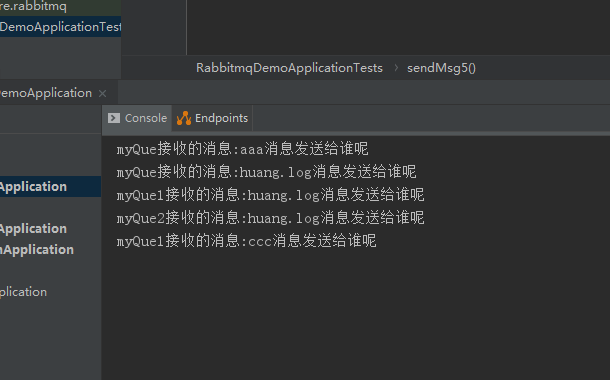 re.rabbitmq
DemoApplicationTest
RabbitmqDemoApplicationTests > sendMsg5()
emoApplication ×
Console Endpoints
myQue接收的消息:aaa消息发送给谁呢
myQue接收的消息:huang.log消息发送给谁呢
Application
myQue1接收的消息:huang.log消息发送给谁呢
myQue2接收的消息:huang.log消息发送给谁呢
Application
myQue1接收的消息:ccc消息发送给谁呢
nApplication
plication